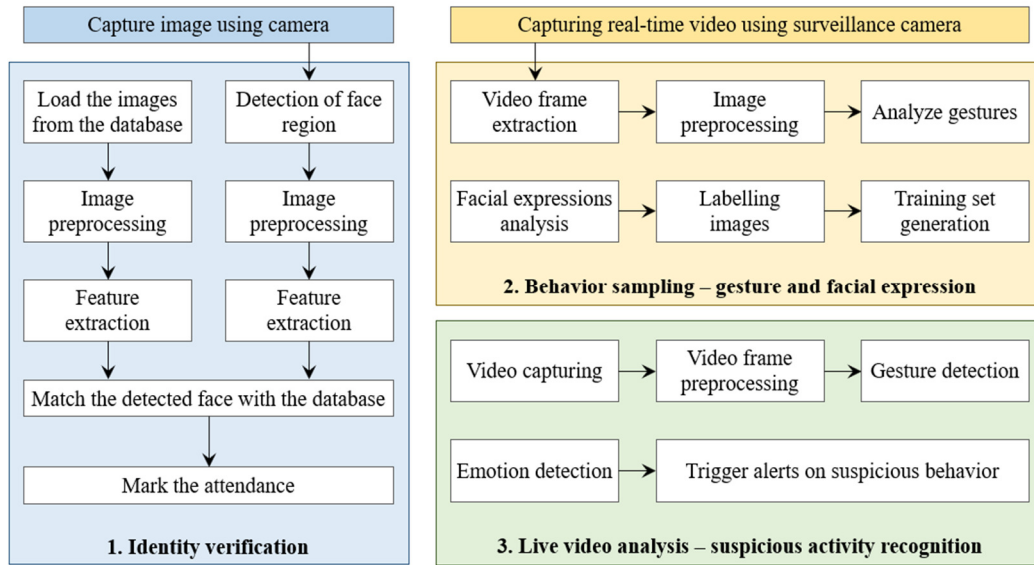 Capture image using camera
Load the images
from the database
Detection of face
region
Image
preprocessing
Image
preprocessing
Feature
extraction
Feature
extraction
Match the detected face with the database
Mark the attendance
1. Identity verification
Capturing real-time video using surveillance camera
Video frame
extraction
Image
preprocessing
Analyze gestures
Facial expressions
analysis
Labelling
images
Training set
generation
2. Behavior sampling – gesture and facial expression
Video capturing
Video frame
preprocessing
Gesture detection
Emotion detection
Trigger alerts on suspicious behavior
3. Live video analysis – suspicious activity recognition